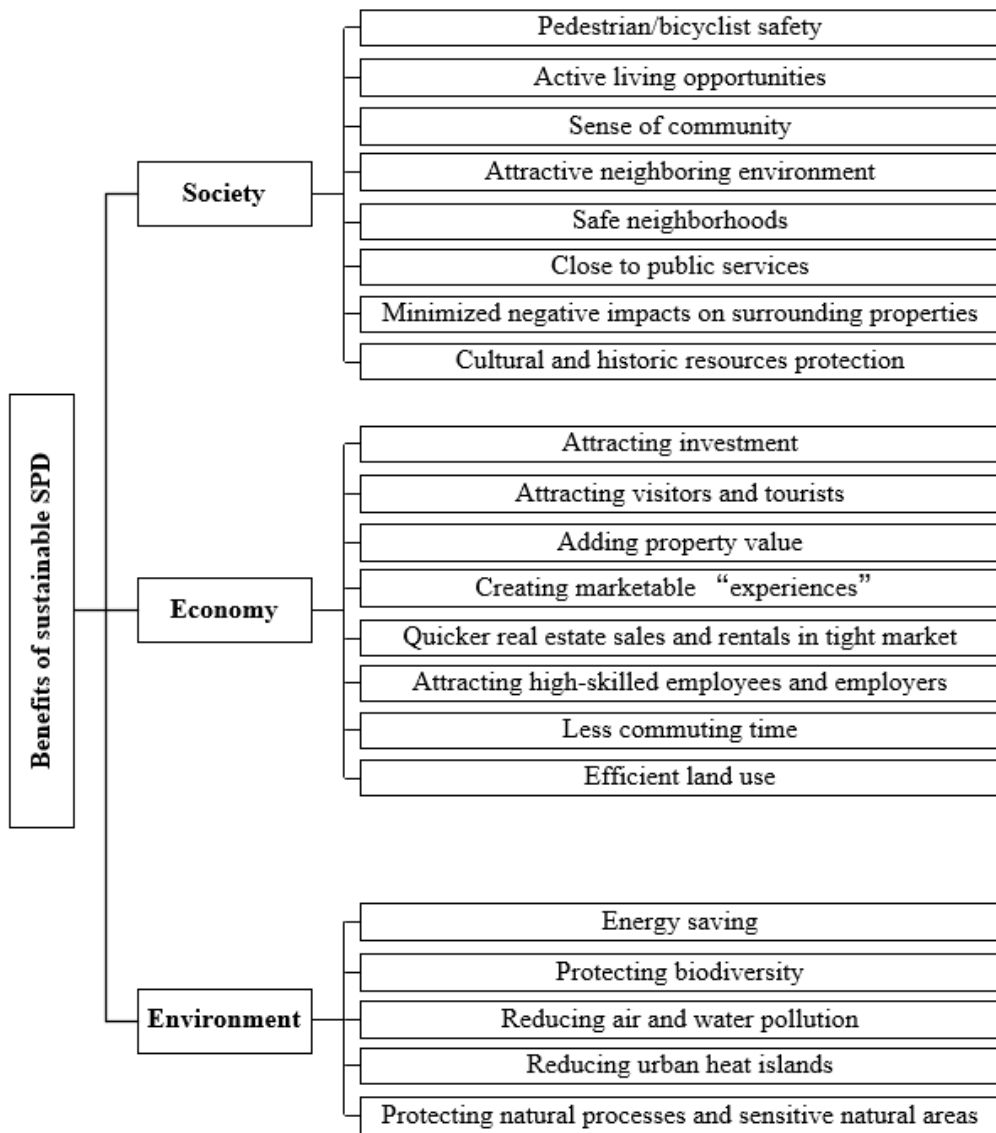 Benefits of sustainable SPD
Society
Pedestrian/bicyclist safety
Active living opportunities
Sense of community
Attractive neighboring environment
Safe neighborhoods
Close to public services
Minimized negative impacts on surrounding properties
Cultural and historic resources protection
Economy
Attracting investment
Attracting visitors and tourists
Adding property value
Creating marketable “experiences”
Quicker real estate sales and rentals in tight market
Attracting high-skilled employees and employers
Less commuting time
Efficient land use
Environment
Energy saving
Protecting biodiversity
Reducing air and water pollution
Reducing urban heat islands
Protecting natural processes and sensitive natural areas